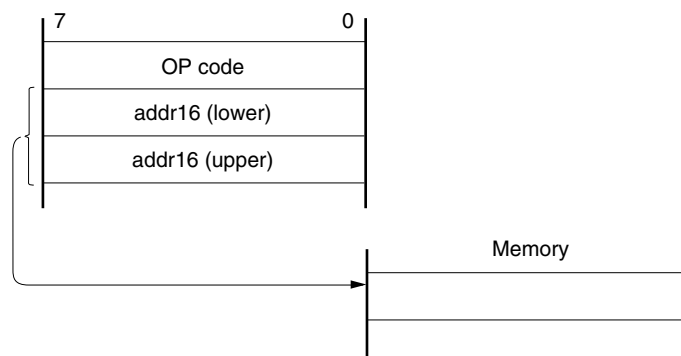 7 0
OP code
addr16 (lower)
addr16 (upper)
Memory